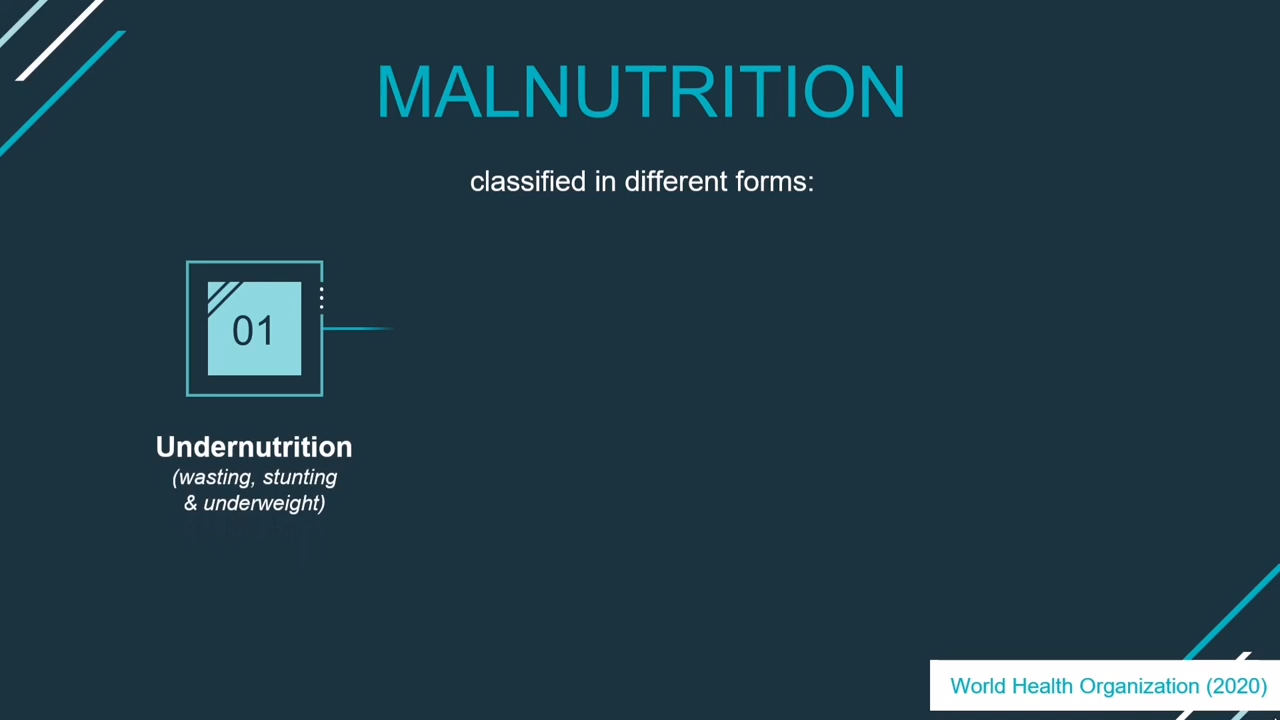 MALNUTRITION
classified in different forms:
01
Undernutrition
(wasting, stunting
& underweight)
World Health Organization (2020)